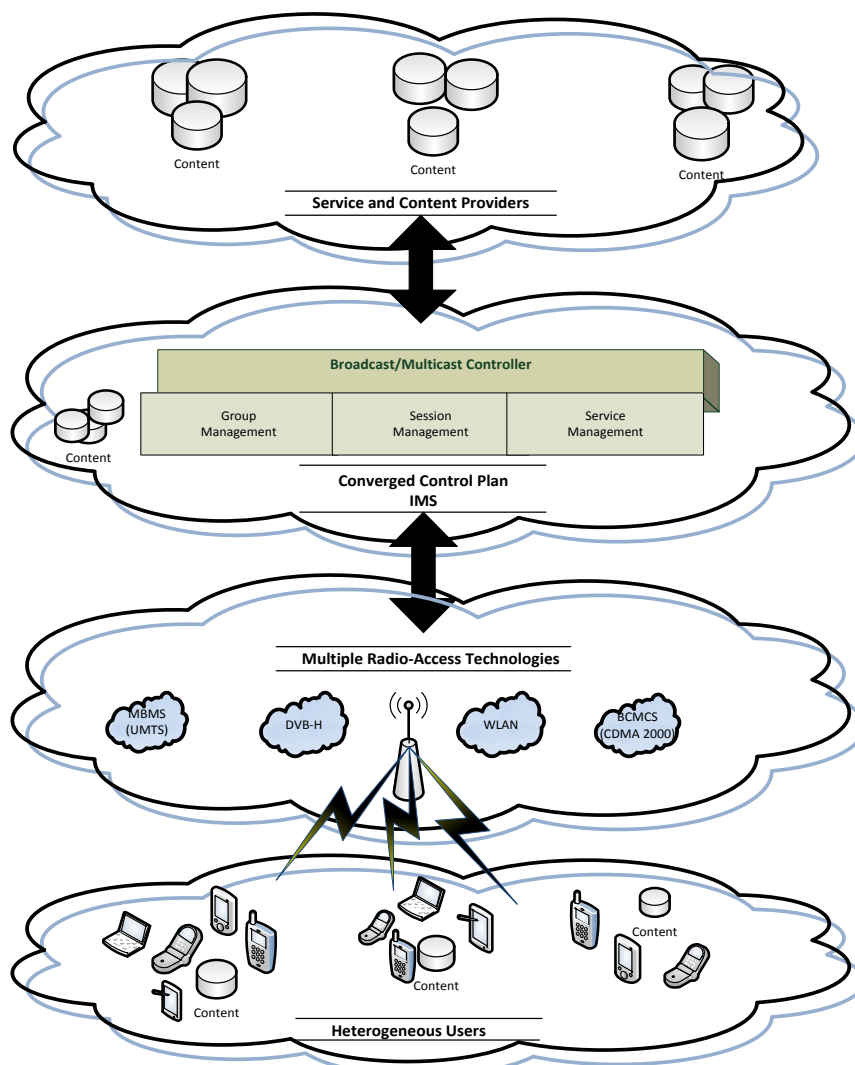 Content
Content
Content
Service and Content Providers
Broadcast/Multicast Controller
Group
Management
Session
Management
Service
Management
Content
Converged Control Plan
IMS
Multiple Radio-Access Technologies
MBMS
(UMTS)
DVB-H
WLAN
BCMCS
(CDMA 2000)
Content
Content
Content
Heterogeneous Users